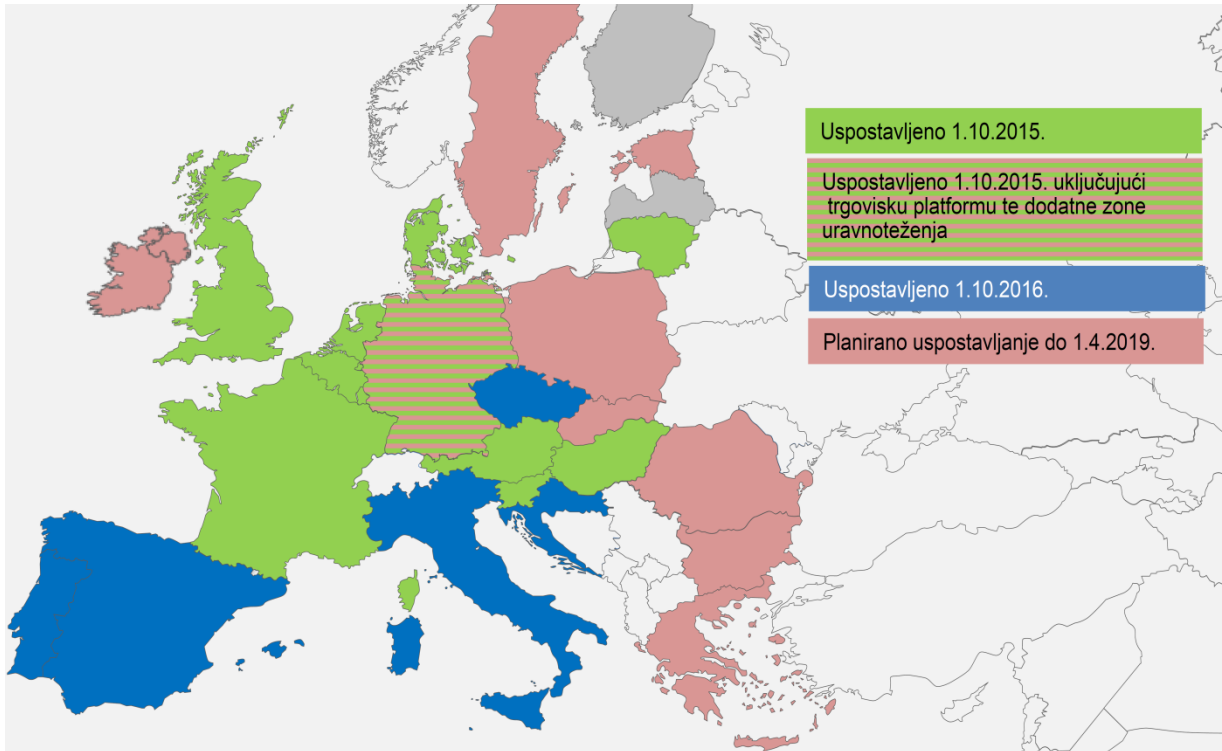 Uspostavljeno 1.10.2015.
Uspostavljeno 1.10.2015. uključujući
trgovisku platformu te dodatne zone
uravnoteženja
Uspostavljeno 1.10.2016.
Planirano uspostavljanje do 1.4.2019.